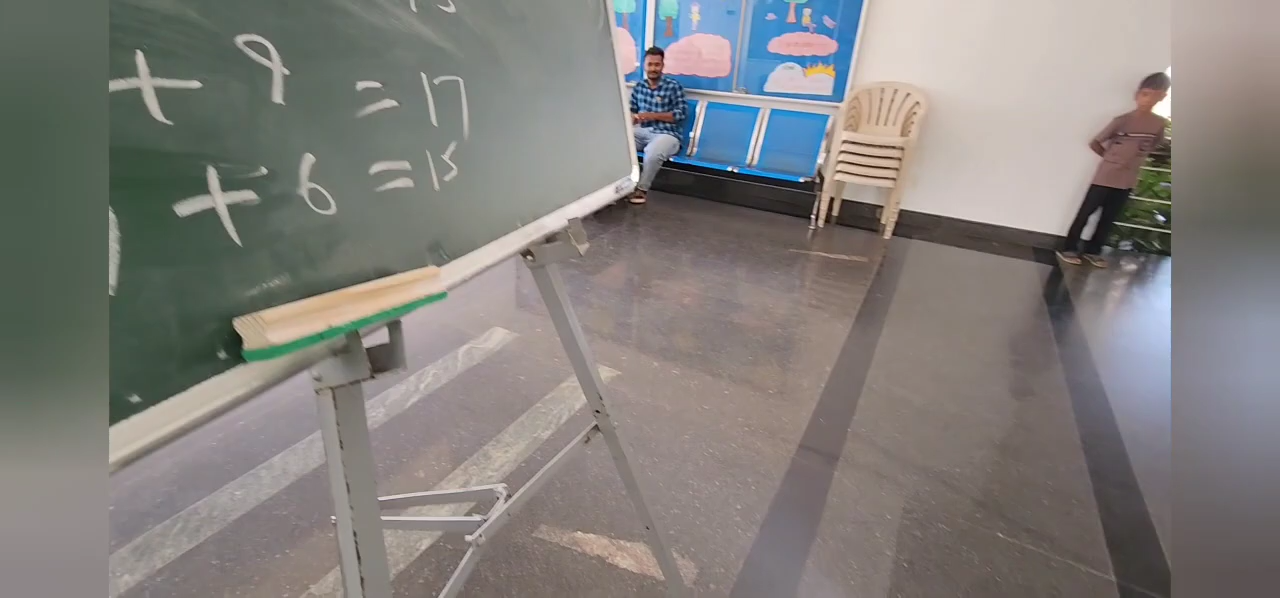 + 9 = 17
+ 6 = 15